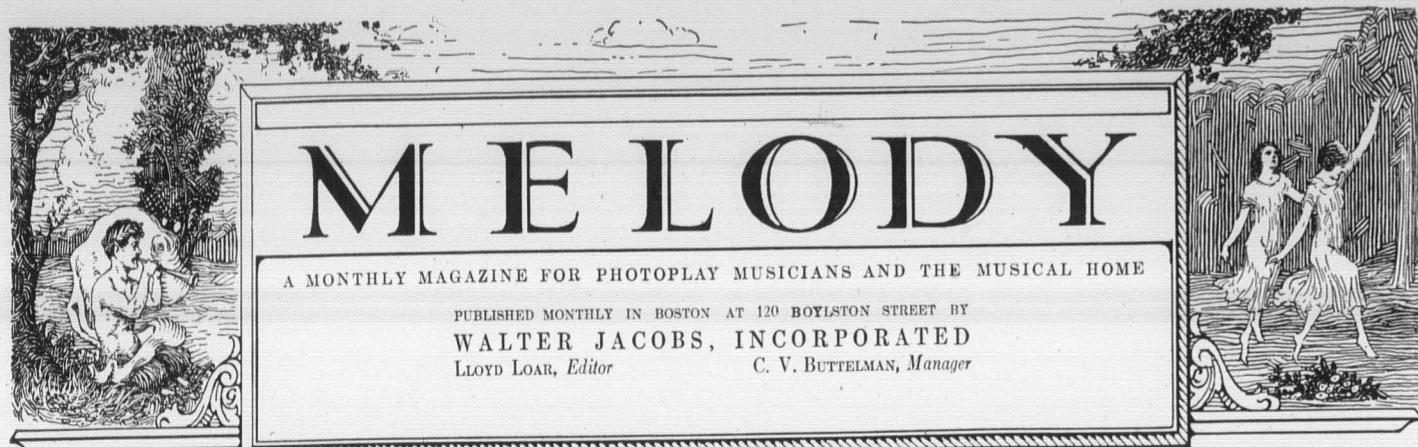 MELODY
A MONTHLY MAGAZINE FOR PHOTOPLAY MUSICIANS AND THE MUSICAL HOME
PUBLISHED MONTHLY IN BOSTON AT 120 BOYLSTON STREET BY
WALTER JACOBS, INCORPORATED
LLOYD LOAR, Editor C. V. BUTTELMAN, Manager